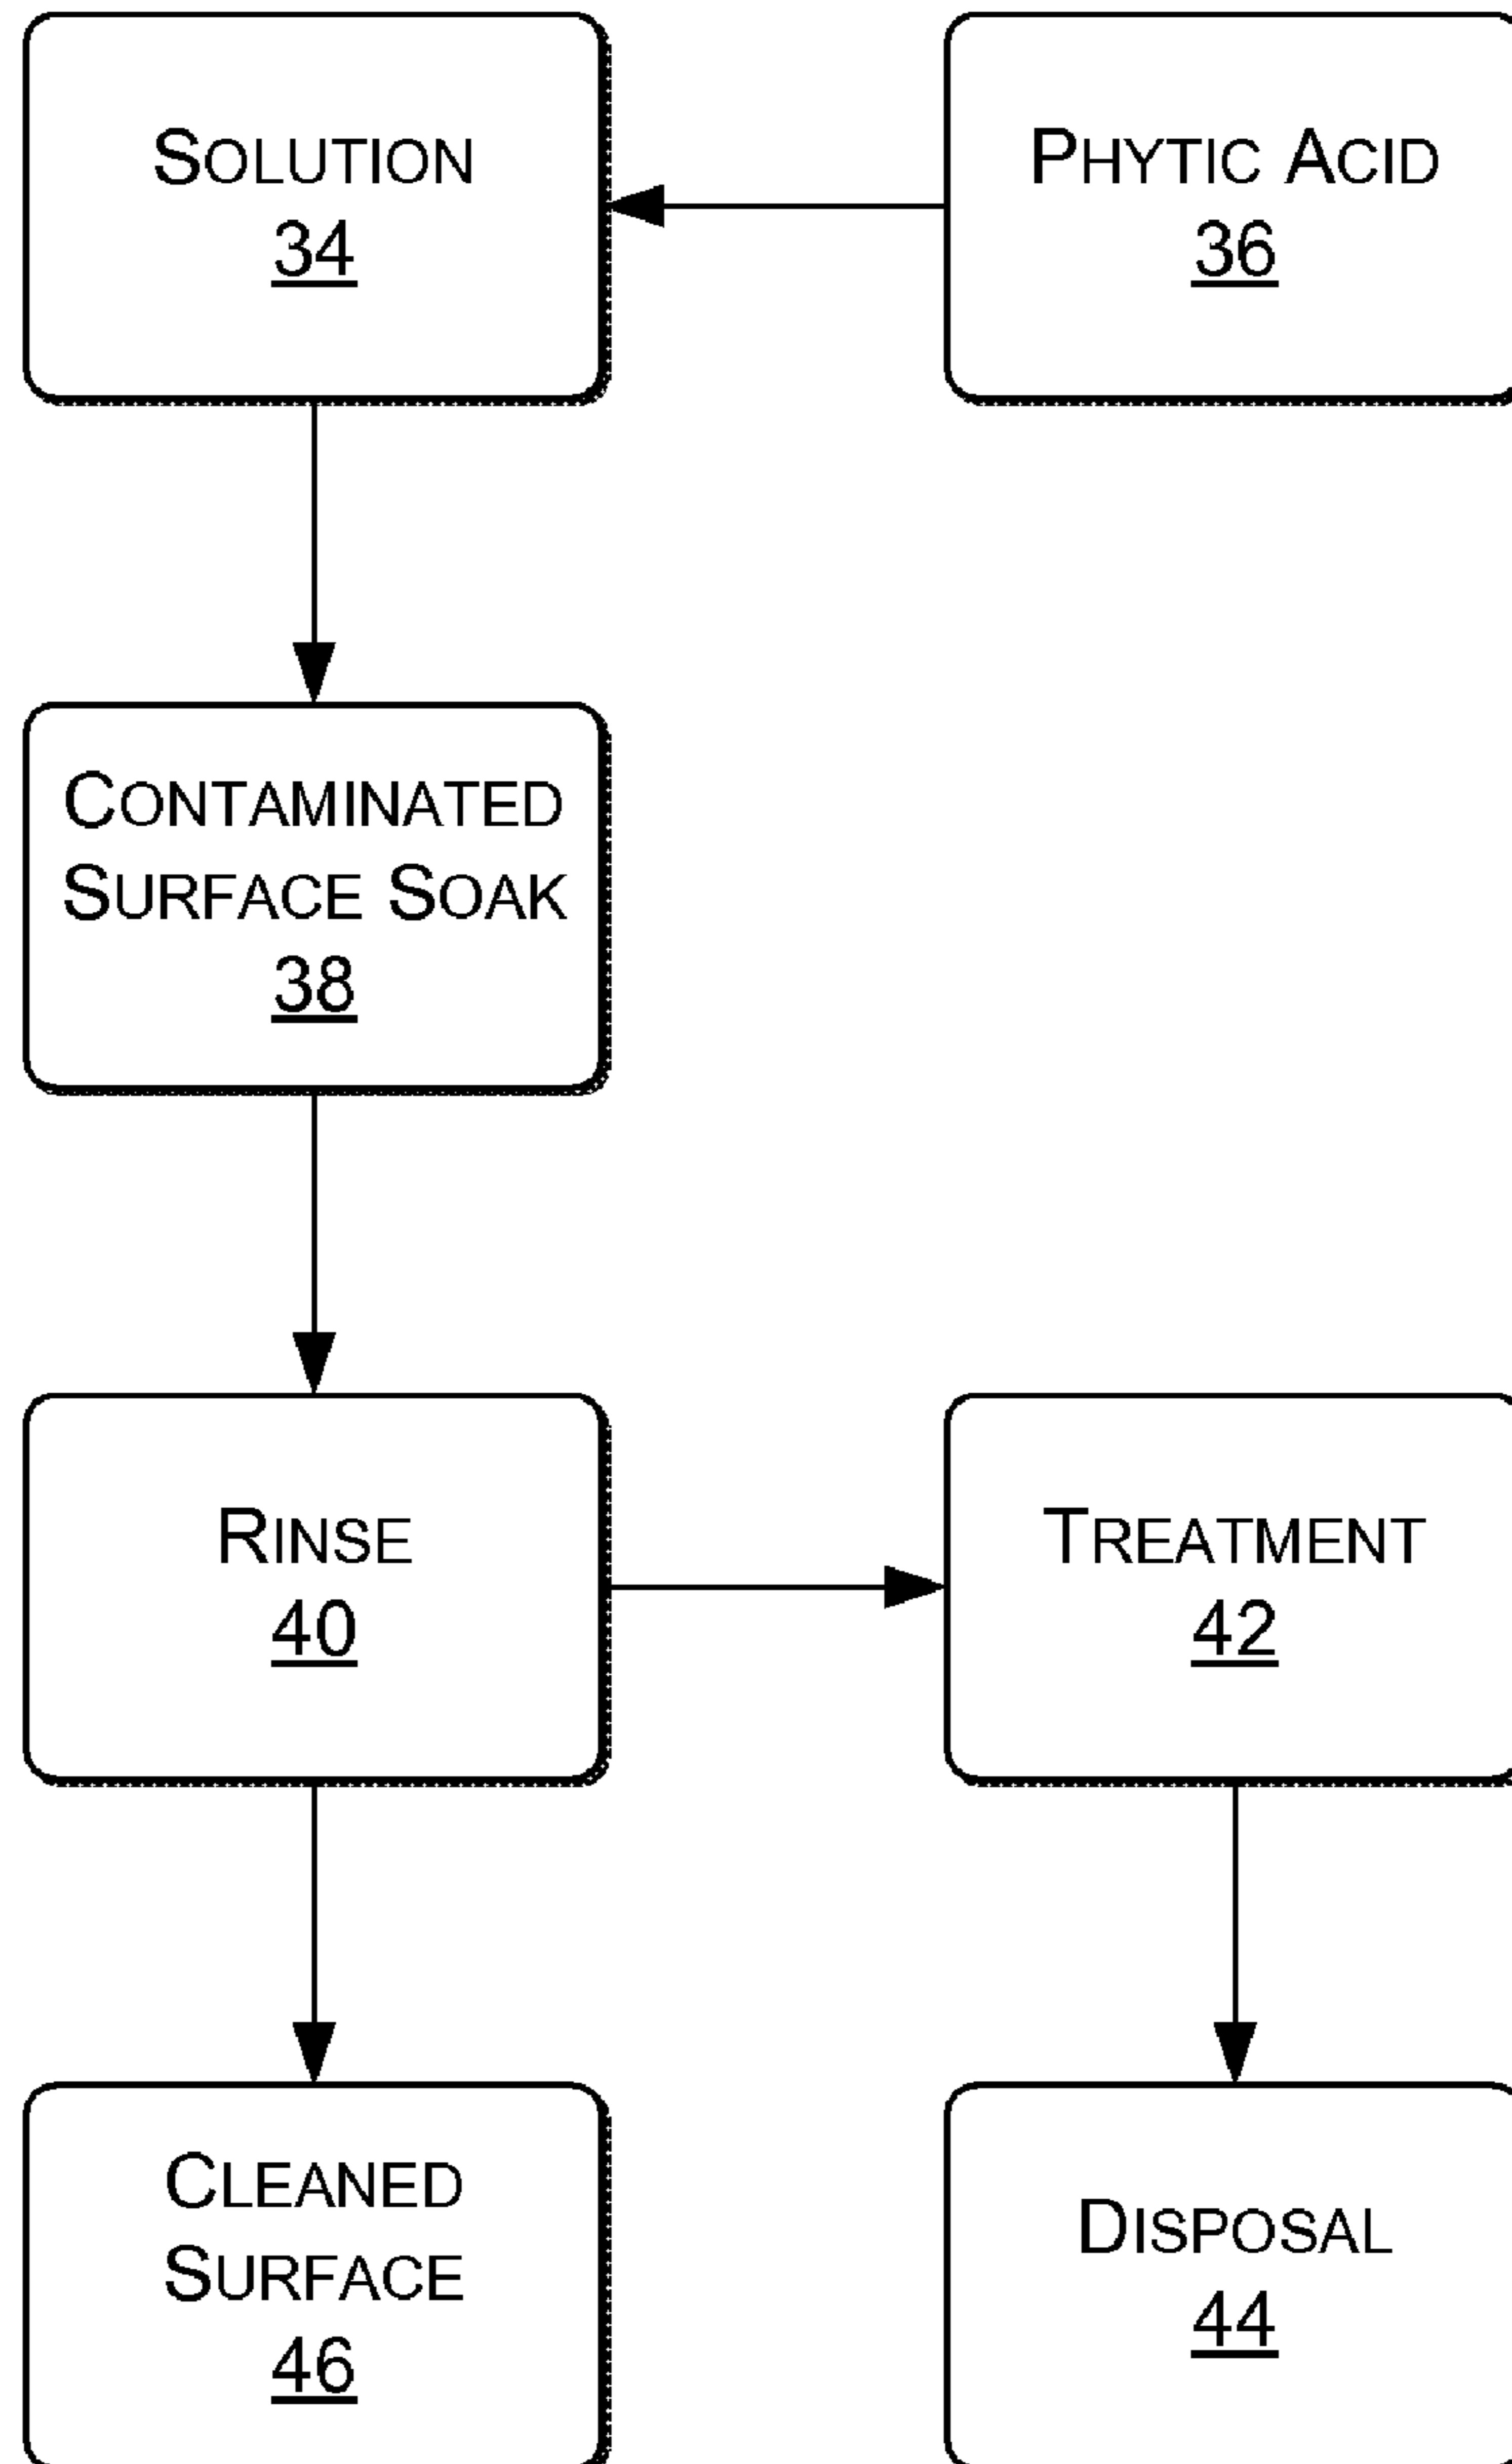 SOLUTION
34
PHYTIC ACID
36
CONTAMINATED
SURFACE SOAK
38
RINSE
40
TREATMENT
42
CLEANED
SURFACE
46
DISPOSAL
44